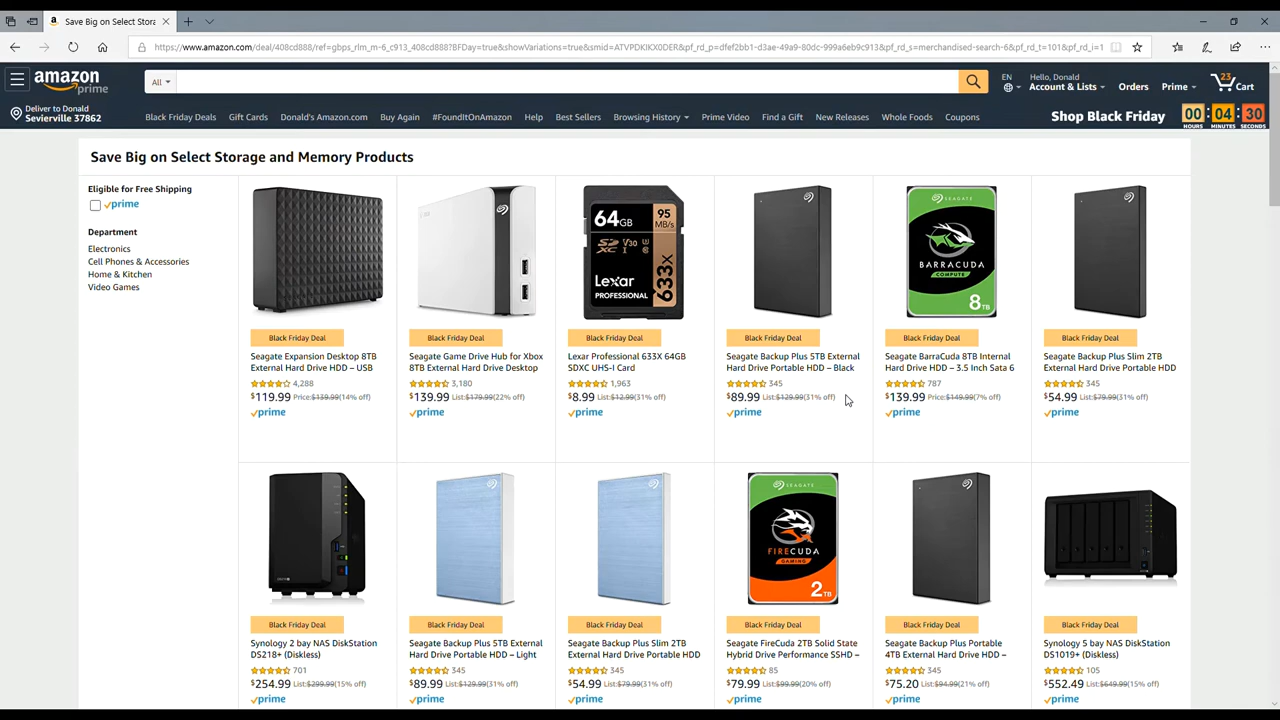 Save Big on Select Stora
https://www.amazon.com/deal/408cd888/ref=gbps_rlm_m-6_c913_408cd888?BFDay=true&showVariations=true&smid=ATVPDKIKX0DER&pf_rd_p=dfef2bb1-d3ae-49a9-80dc-999a6eb9c913&pf_rd_s=merchandised-search-6&pf_rd_t=101&pf_rd_i=1
amazon prime
All
EN
Hello, Donald
Account & Lists
Orders
Prime
23
Cart
Deliver to Donald
Sevierville 37862
Black Friday Deals
Gift Cards
Donald's Amazon.com
Buy Again
#FoundItOnAmazon
Help
Best Sellers
Browsing History
Prime Video
Find a Gift
New Releases
Whole Foods
Coupons
Shop Black Friday
00 : 04 : 30
HOURS MINUTES SECONDS
Save Big on Select Storage and Memory Products
Eligible for Free Shipping
prime
Department
Electronics
Cell Phones & Accessories
Home & Kitchen
Video Games
Black Friday Deal
Seagate Expansion Desktop 8TB
External Hard Drive HDD – USB
4,288
$119.99 Price: $139.99 (14% off)
prime
Black Friday Deal
Seagate Game Drive Hub for Xbox
8TB External Hard Drive Desktop
3,180
$139.99 List: $179.99 (22% off)
prime
64GB
95
MB/s
SDXC I V30 U3
Lexar
PROFESSIONAL
633x
Black Friday Deal
Lexar Professional 633X 64GB
SDXC UHS-I Card
1,963
$8.99 List: $12.99 (31% off)
prime
Black Friday Deal
Seagate Backup Plus 5TB External
Hard Drive Portable HDD – Black
345
$89.99 List: $129.99 (31% off)
prime
SEAGATE
BARRACUDA
COMPUTE
8TB
Black Friday Deal
Seagate BarraCuda 8TB Internal
Hard Drive HDD – 3.5 Inch Sata 6
787
$139.99 Price: $149.99 (7% off)
prime
Black Friday Deal
Seagate Backup Plus Slim 2TB
External Hard Drive Portable HDD
345
$54.99 List: $79.99 (31% off)
prime
Black Friday Deal
Synology 2 bay NAS DiskStation
DS218+ (Diskless)
701
$254.99 List: $299.99 (15% off)
prime
Black Friday Deal
Seagate Backup Plus 5TB External
Hard Drive Portable HDD – Light
345
$89.99 List: $129.99 (31% off)
prime
Black Friday Deal
Seagate Backup Plus Slim 2TB
External Hard Drive Portable HDD
345
$54.99 List: $79.99 (31% off)
prime
SEAGATE
FIRECUDA
GAMING
2TB
Black Friday Deal
Seagate FireCuda 2TB Solid State
Hybrid Drive Performance SSHD –
85
$79.99 List: $99.99 (20% off)
prime
Black Friday Deal
Seagate Backup Plus Portable
4TB External Hard Drive HDD –
345
$75.20 List: $94.99 (21% off)
prime
Black Friday Deal
Synology 5 bay NAS DiskStation
DS1019+ (Diskless)
105
$552.49 List: $649.99 (15% off)
prime